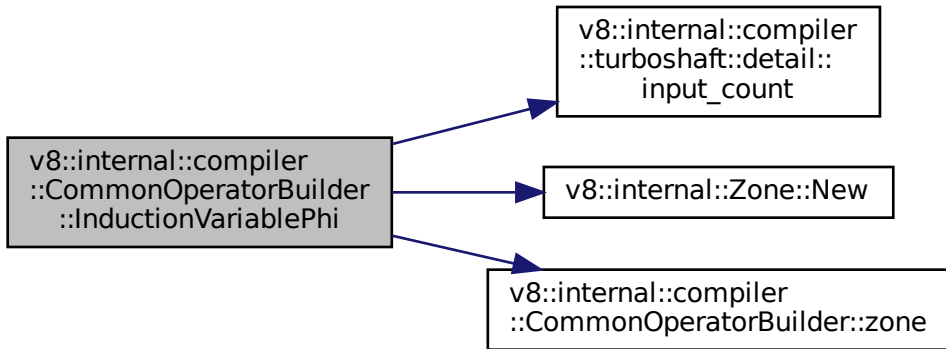 v8::internal::compiler
::turboshaft::detail::
input_count
v8::internal::compiler
::CommonOperatorBuilder
::InductionVariablePhi
v8::internal::Zone::New
v8::internal::compiler
::CommonOperatorBuilder::zone